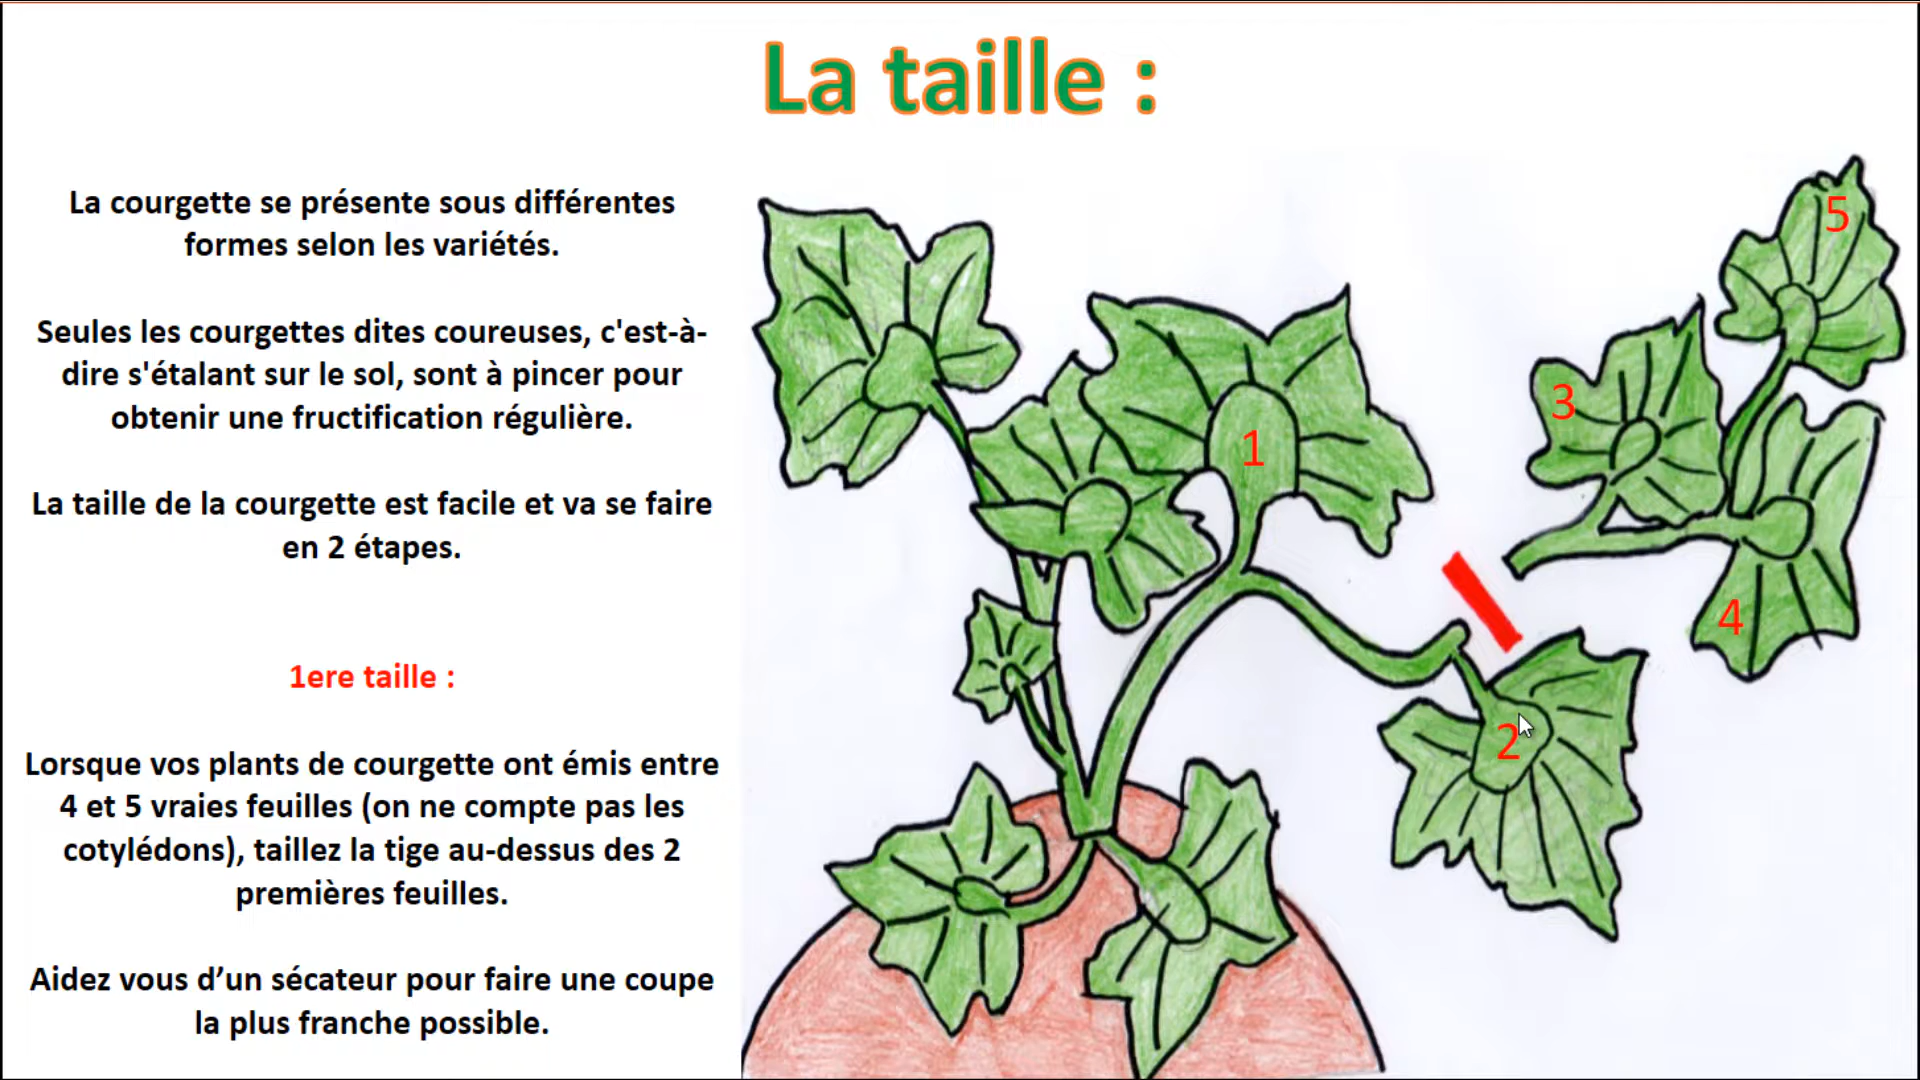 La taille :
La courgette se présente sous différentes
formes selon les variétés.
Seules les courgettes dites coureuses, c'est-à-
dire s'étalant sur le sol, sont à pincer pour
obtenir une fructification régulière.
La taille de la courgette est facile et va se faire
en 2 étapes.
1ere taille :
Lorsque vos plants de courgette ont émis entre
4 et 5 vraies feuilles (on ne compte pas les
cotylédons), taillez la tige au-dessus des 2
premières feuilles.
Aidez vous d’un sécateur pour faire une coupe
la plus franche possible.
5
3
1
4
2